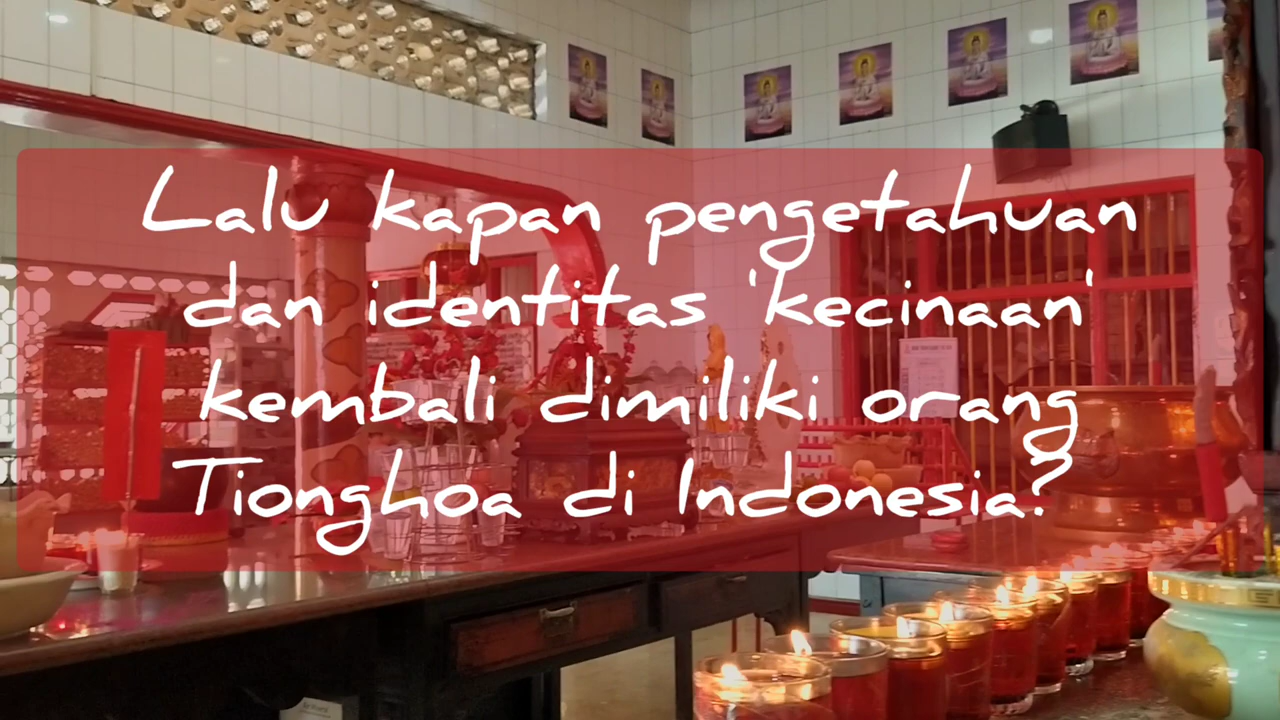 Lalu kapan pengetahuan
dan identitas 'kecinaan'
kembali dimiliki orang
Tionghoa di Indonesia?